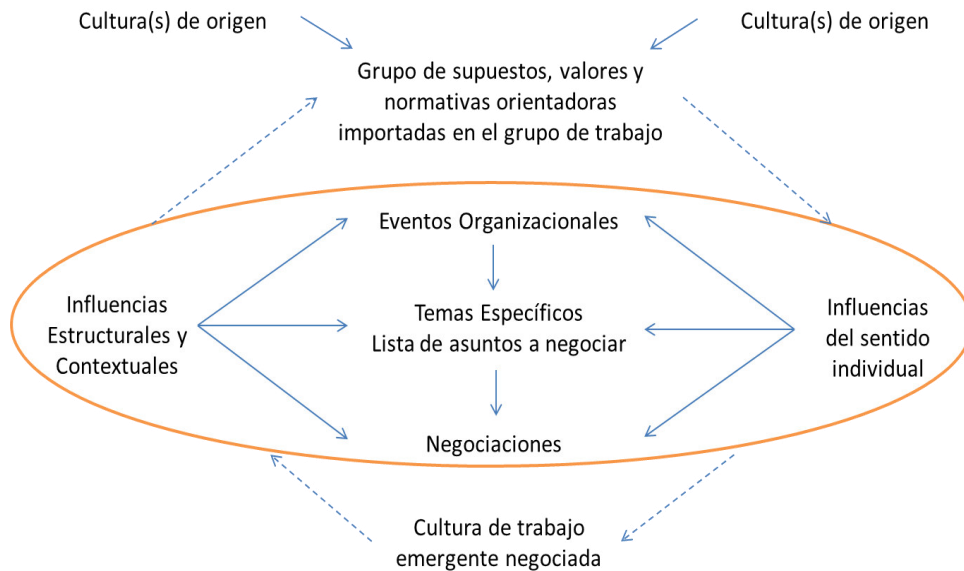 Cultura(s) de origen
Cultura(s) de origen
Grupo de supuestos, valores y
normativas orientadoras
importadas en el grupo de trabajo
Eventos Organizacionales
Influencias
Estructurales y
Contextuales
Temas Específicos
Lista de asuntos a negociar
Influencias
del sentido
individual
Negociaciones
Cultura de trabajo
emergente negociada